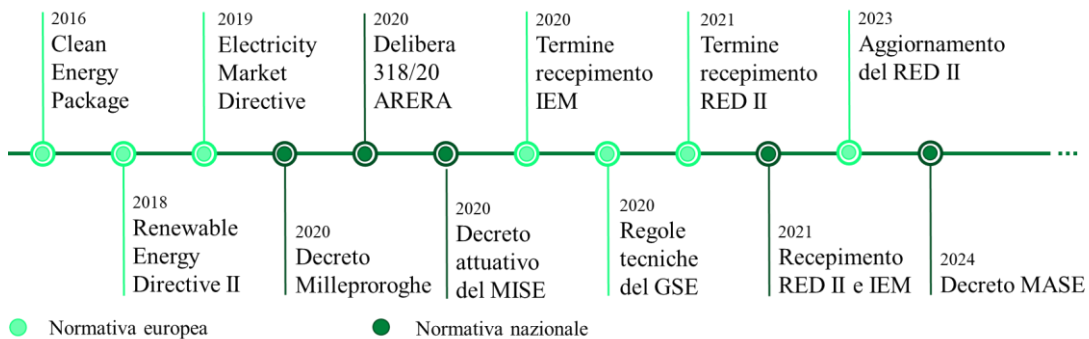 2016
Clean
Energy
Package
2019
Electricity
Market
Directive
2020
Delibera
318/20
ARERA
2020
Termine
recepimento
IEM
2021
Termine
recepimento
RED II
2023
Aggiornamento
del RED II
2018
Renewable
Energy
Directive II
2020
Decreto
Milleproroghe
2020
Decreto
attuativo
del MISE
2020
Regole
tecniche
del GSE
2021
Recepimento
RED II e IEM
2024
Decreto MASE
Normativa europea
Normativa nazionale